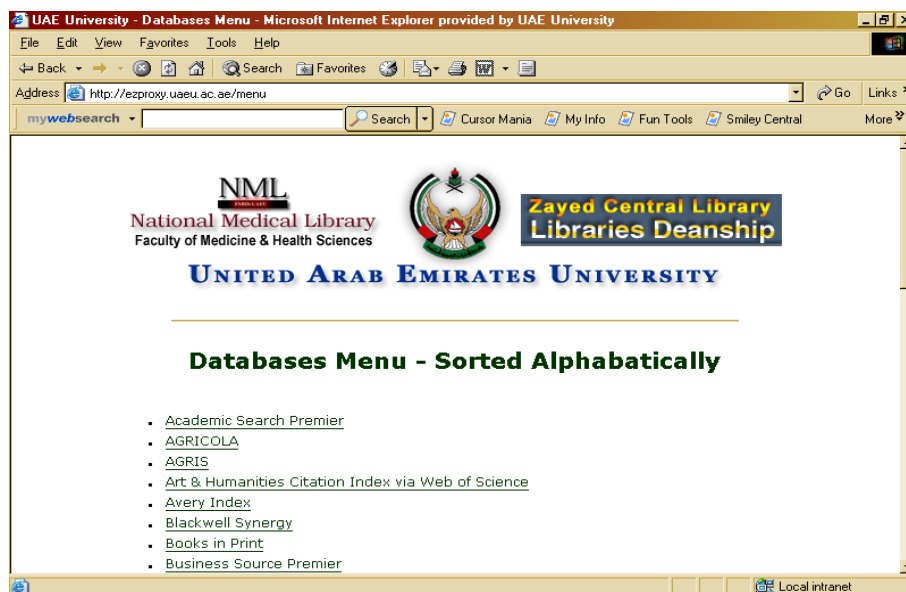 UAE University - Databases Menu - Microsoft Internet Explorer provided by UAE University
File Edit View Favorites Tools Help
Back Search Favorites
Address http://ezproxy.uaeu.ac.ae/menu Go Links
mywebsearch Search Cursor Mania My Info Fun Tools Smiley Central More
NML
National Medical Library
Faculty of Medicine & Health Sciences
Zayed Central Library
Libraries Deanship
UNITED ARAB EMIRATES UNIVERSITY
Databases Menu - Sorted Alphabatically
Academic Search Premier
AGRICOLA
AGRIS
Art & Humanities Citation Index via Web of Science
Avery Index
Blackwell Synergy
Books in Print
Business Source Premier
Local intranet